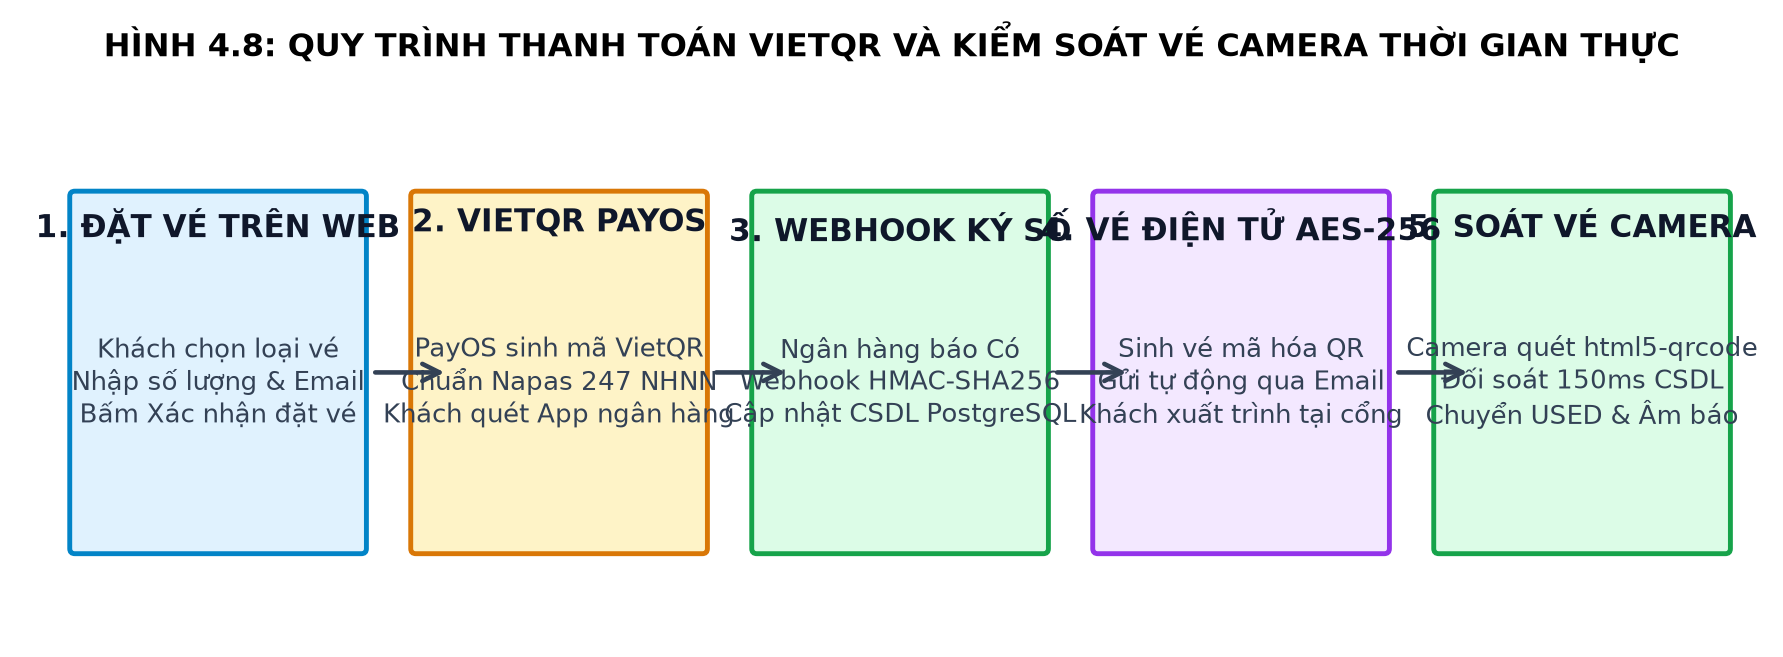 HÌNH 4.8: QUY TRÌNH THANH TOÁN VIETQR VÀ KIỂM SOÁT VÉ CAMERA THỜI GIAN THỰC
1. ĐẶT VÉ TRÊN WEB
Khách chọn loại vé
Nhập số lượng & Email
Bấm Xác nhận đặt vé
2. VIETQR PAYOS
PayOS sinh mã VietQR
Chuẩn Napas 247 NHNN
Khách quét App ngân hàng
3. WEBHOOK KÝ SỐ
Ngân hàng báo Có
Webhook HMAC-SHA256
Cập nhật CSDL PostgreSQL
4. VÉ ĐIỆN TỬ AES-256
Sinh vé mã hóa QR
Gửi tự động qua Email
Khách xuất trình tại cổng
5. SOÁT VÉ CAMERA
Camera quét html5-qrcode
Đối soát 150ms CSDL
Chuyển USED & Âm báo